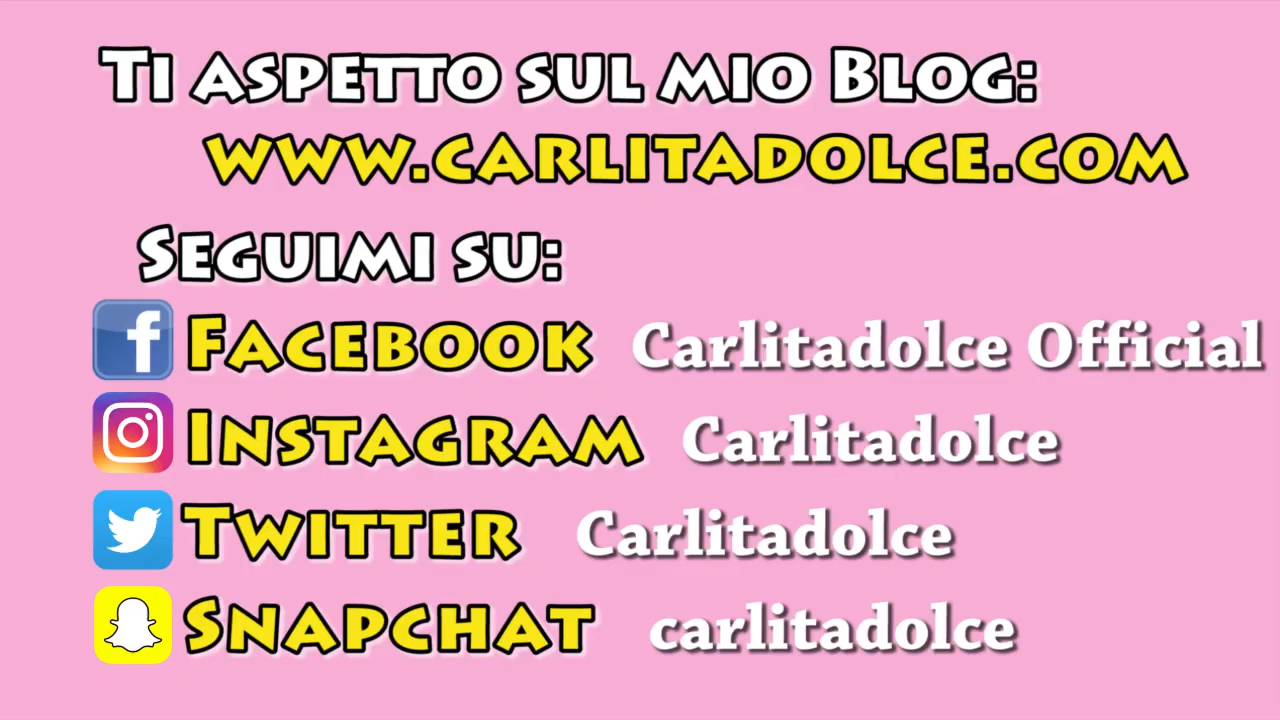 Ti aspetto sul mio Blog:
www.carlitadolce.com
Seguimi su:
Facebook Carlitadolce Official
Instagram Carlitadolce
Twitter Carlitadolce
Snapchat carlitadolce